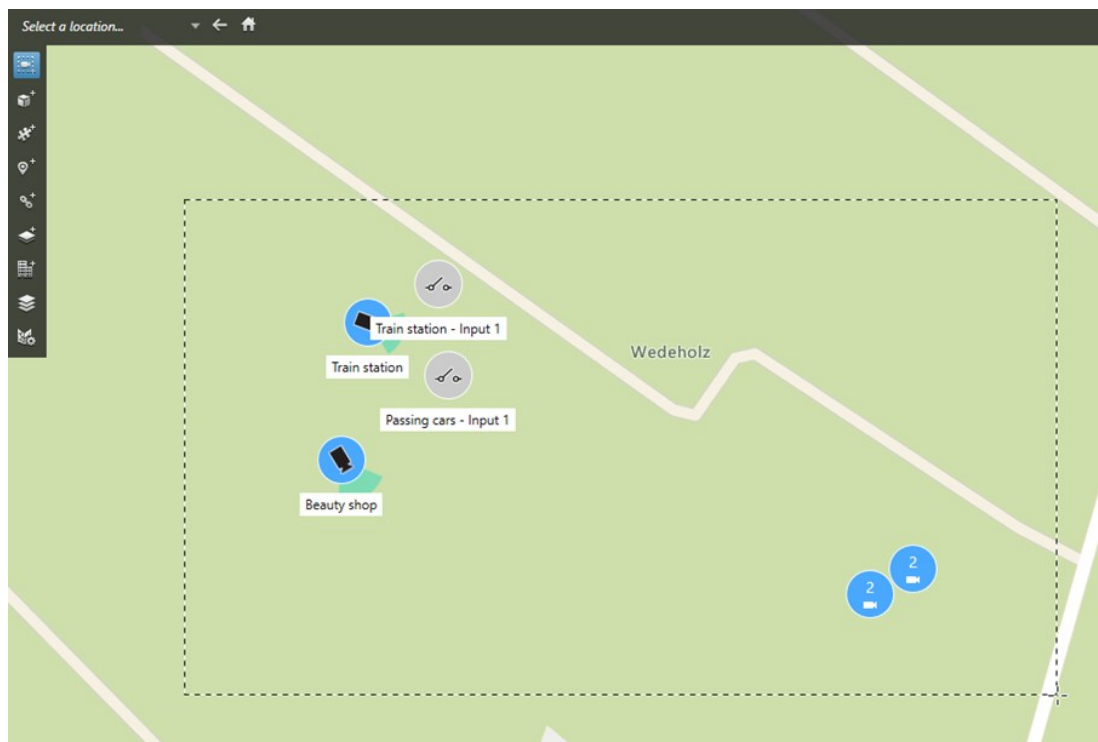 Select a location...
Train station - Input 1
Train station
Wedeholz
Passing cars - Input 1
Beauty shop
2
2